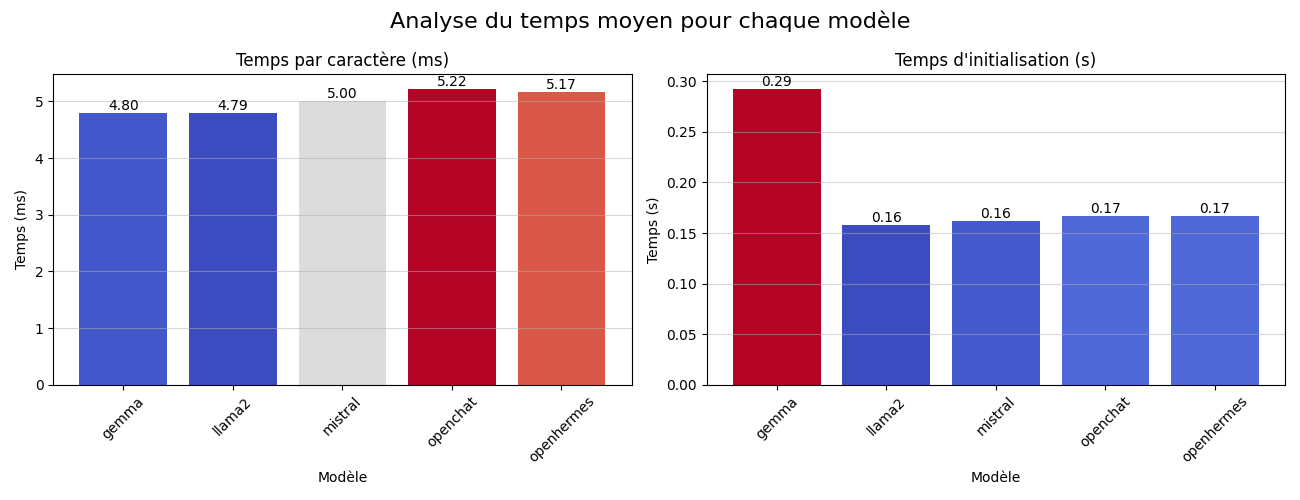 Analyse du temps moyen pour chaque modèle
Temps par caractère (ms)
Temps (ms)
5
4
3
2
1
0
4.80
4.79
5.00
5.22
5.17
gemma
llama2
mistral
openchat
openhermes
Modèle
Temps d'initialisation (s)
Temps (s)
0.30
0.25
0.20
0.15
0.10
0.05
0.00
0.29
0.16
0.16
0.17
0.17
gemma
llama2
mistral
openchat
openhermes
Modèle